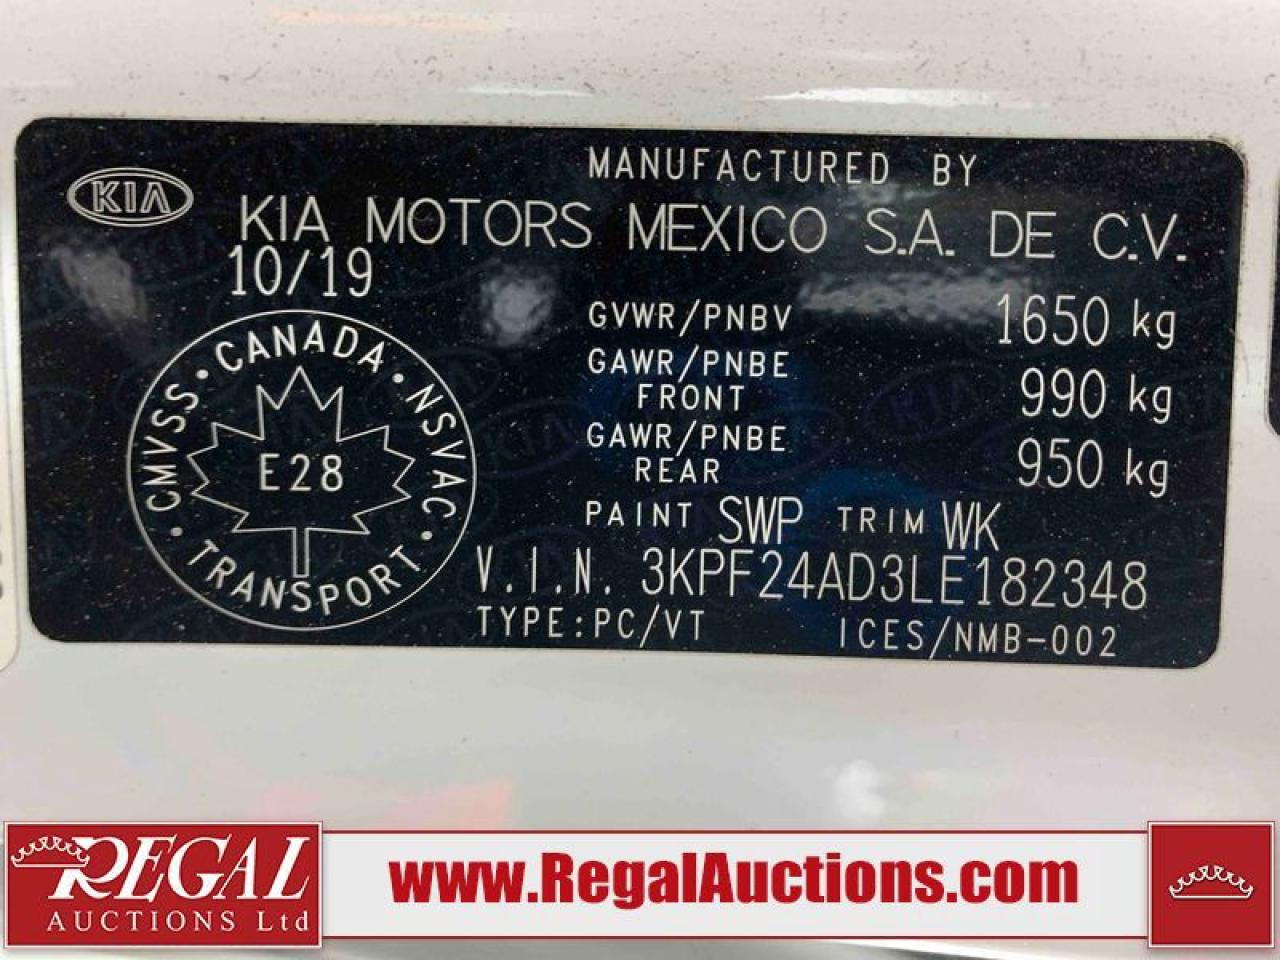 MANUFACTURED BY
KIA
KIA MOTORS MEXICO S.A. DE C.V.
10/19
GVWR/PNBV 1650 kg
GAWR/PNBE FRONT 990 kg
GAWR/PNBE REAR 950 kg
PAINT SWP TRIM WK
V.I.N. 3KPF24AD3LE182348
TYPE:PC/VT ICES/NMB-002
CMVSS · CANADA · NSVAC · TRANSPORT ·
E28
REGAL
AUCTIONS Ltd
www.RegalAuctions.com